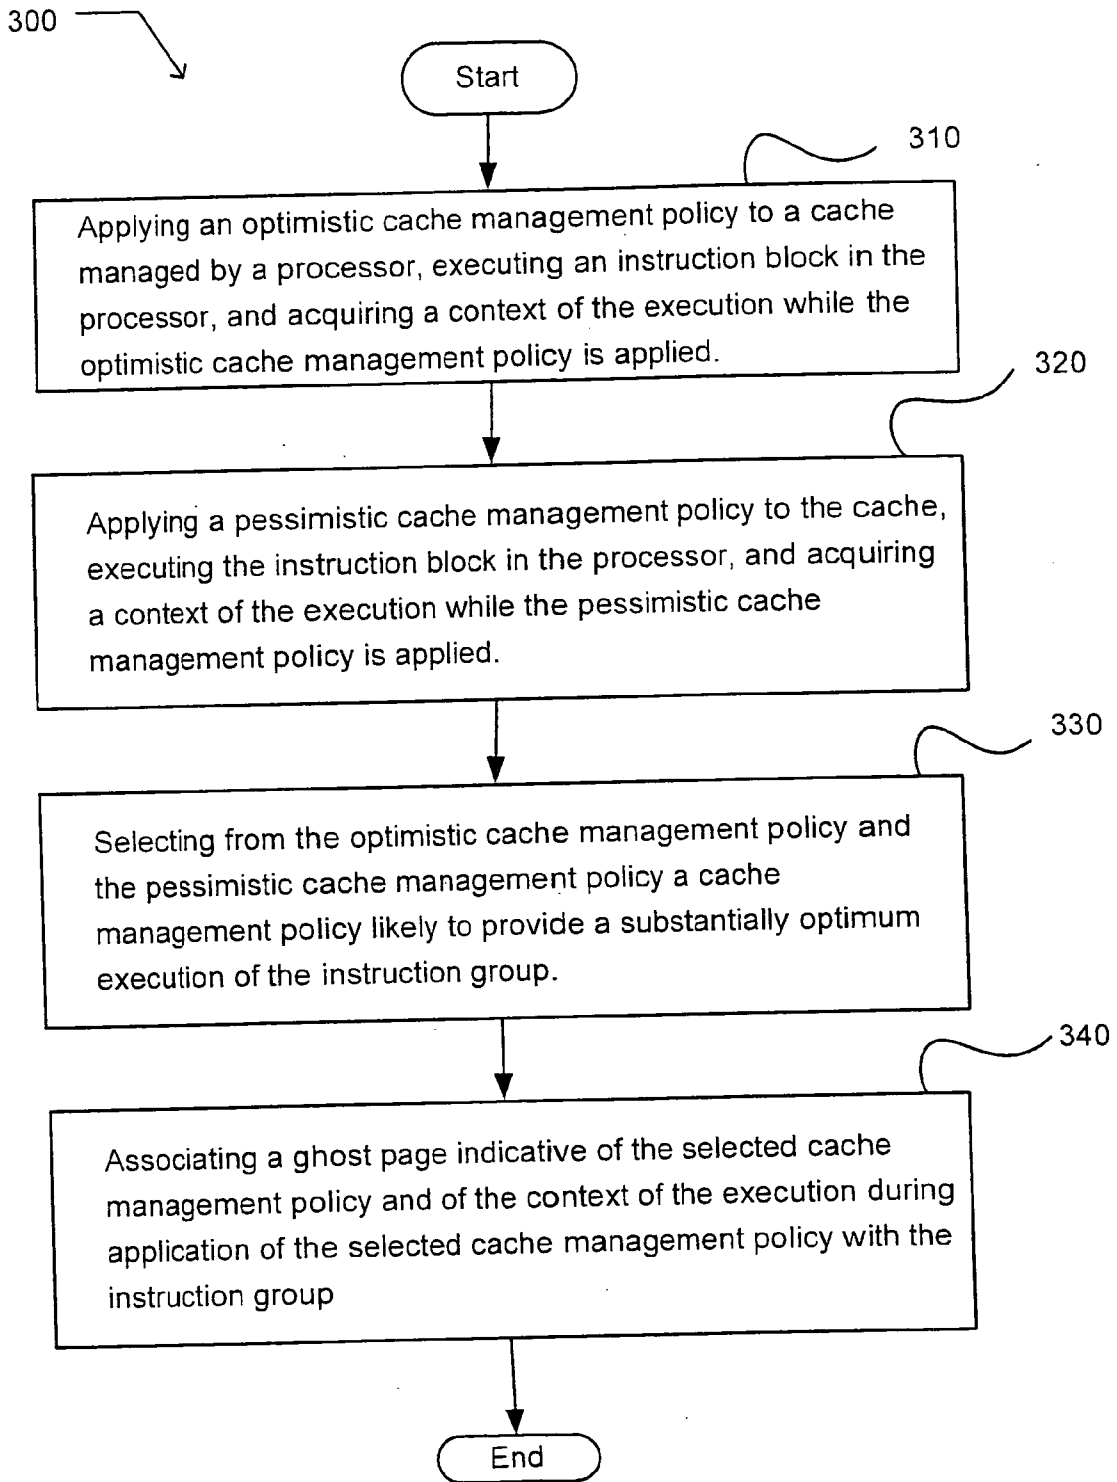 300
Start
310
Applying an optimistic cache management policy to a cache
managed by a processor, executing an instruction block in the
processor, and acquiring a context of the execution while the
optimistic cache management policy is applied.
320
Applying a pessimistic cache management policy to the cache,
executing the instruction block in the processor, and acquiring
a context of the execution while the pessimistic cache
management policy is applied.
330
Selecting from the optimistic cache management policy and
the pessimistic cache management policy a cache
management policy likely to provide a substantially optimum
execution of the instruction group.
340
Associating a ghost page indicative of the selected cache
management policy and of the context of the execution during
application of the selected cache management policy with the
instruction group
End